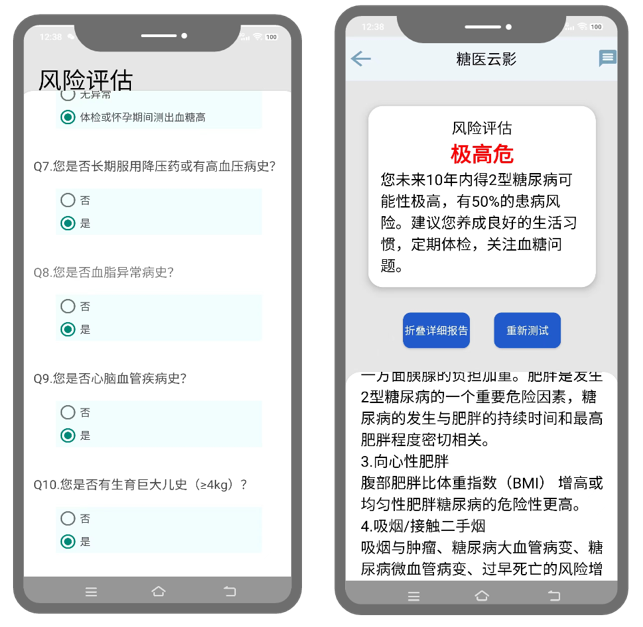 12:38
100
风险评估
无异常
体检或怀孕期间测出血糖高
Q7.您是否长期服用降压药或有高血压病史?
否
是
Q8.您是否血脂异常病史?
否
是
Q9.您是否心脑血管疾病史?
否
是
Q10.您是否有生育巨大儿史（≥4kg）?
否
是
12:38
100
糖医云影
风险评估
极高危
您未来10年内得2型糖尿病可
能性极高，有50%的患病风
险。建议您养成良好的生活习
惯，定期体检，关注血糖问
题。
折叠详细报告
重新测试
一方面胰腺的负担加重。肥胖是发生
2型糖尿病的一个重要危险因素，糖
尿病的发生与肥胖的持续时间和最高
肥胖程度密切相关。
3.向心性肥胖
腹部肥胖比体重指数（BMI） 增高或
均匀性肥胖糖尿病的危险性更高。
4.吸烟/接触二手烟
吸烟与肿瘤、糖尿病大血管病变、糖
尿病微血管病变、过早死亡的风险增